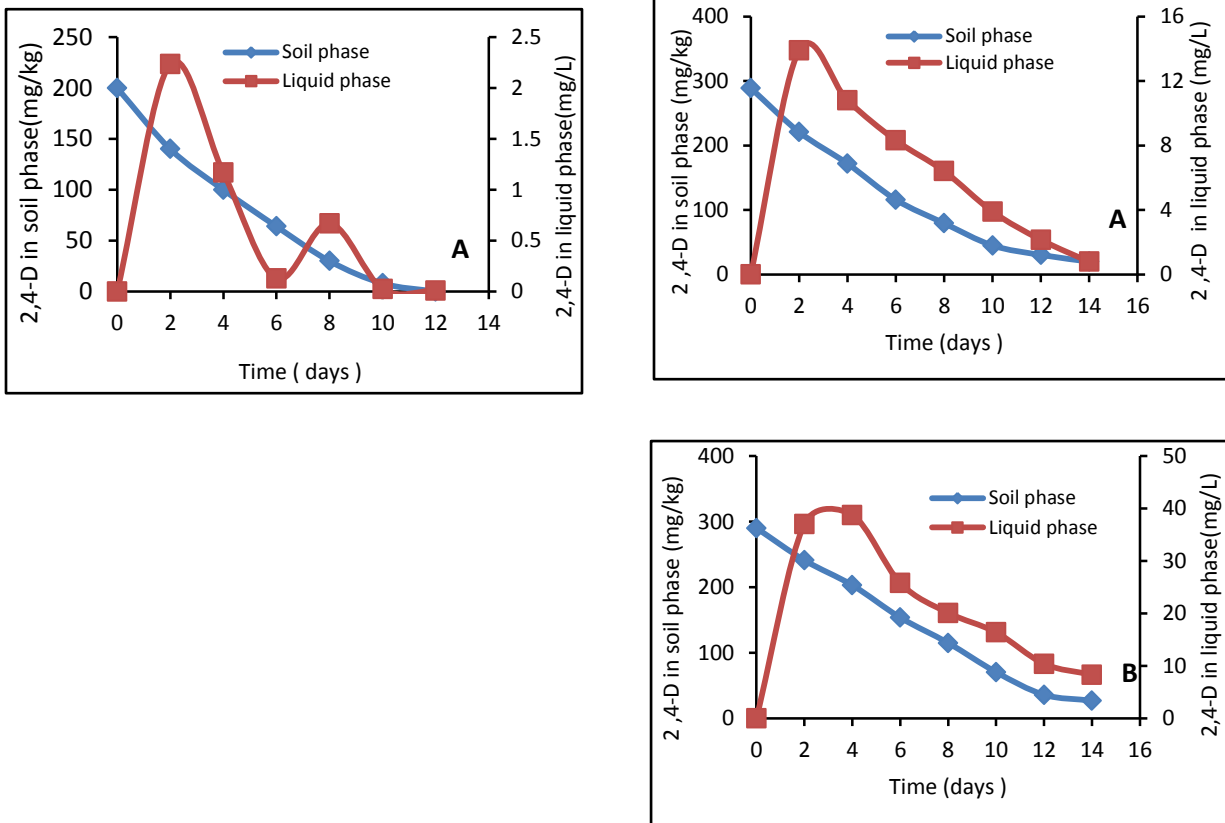 2,4-D in soil phase(mg/kg)
250
200
150
100
50
0
2.5
2
1.5
1
0.5
0
2,4-D in liquid phase(mg/L)
Soil phase
Liquid phase
A
0 2 4 6 8 10 12 14
Time ( days )
2 ,4-D in soil phase (mg/kg)
400
300
200
100
0
16
12
8
4
0
2 ,4-D in liquid phase (mg/L)
Soil phase
Liquid phase
A
0 2 4 6 8 10 12 14 16
Time (days )
2 ,4-D in soil phase (mg/kg)
400
300
200
100
0
50
40
30
20
10
0
2,4-D in liquid phase(mg/L)
Soil phase
Liquid phase
B
0 2 4 6 8 10 12 14 16
Time (days )